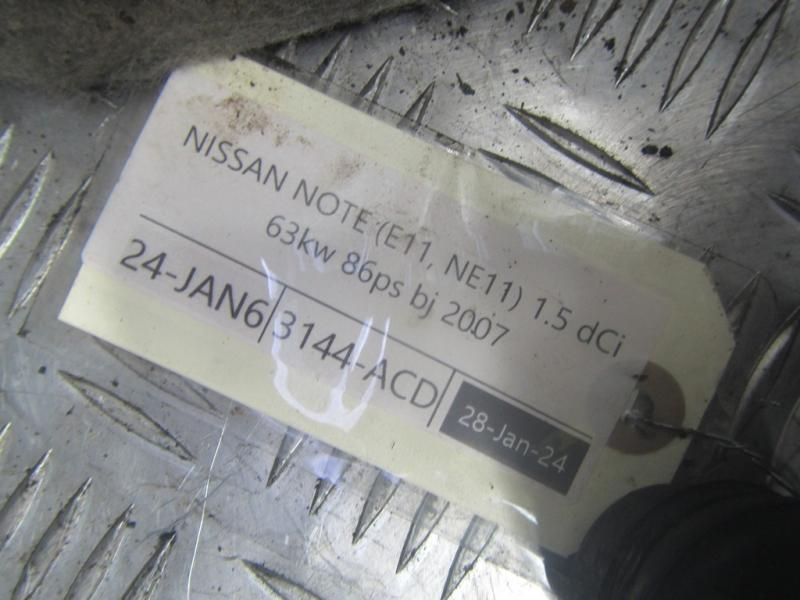 NISSAN NOTE (E11, NE11) 1.5 dCi
63kw 86ps bj 2007
24-JAN6 3144-ACD 28-Jan-24